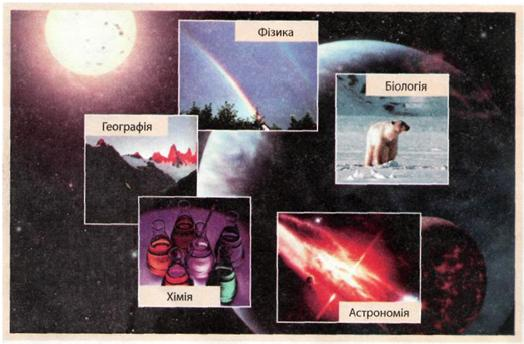 Фізика
Біологія
Географія
Хімія
Астрономія